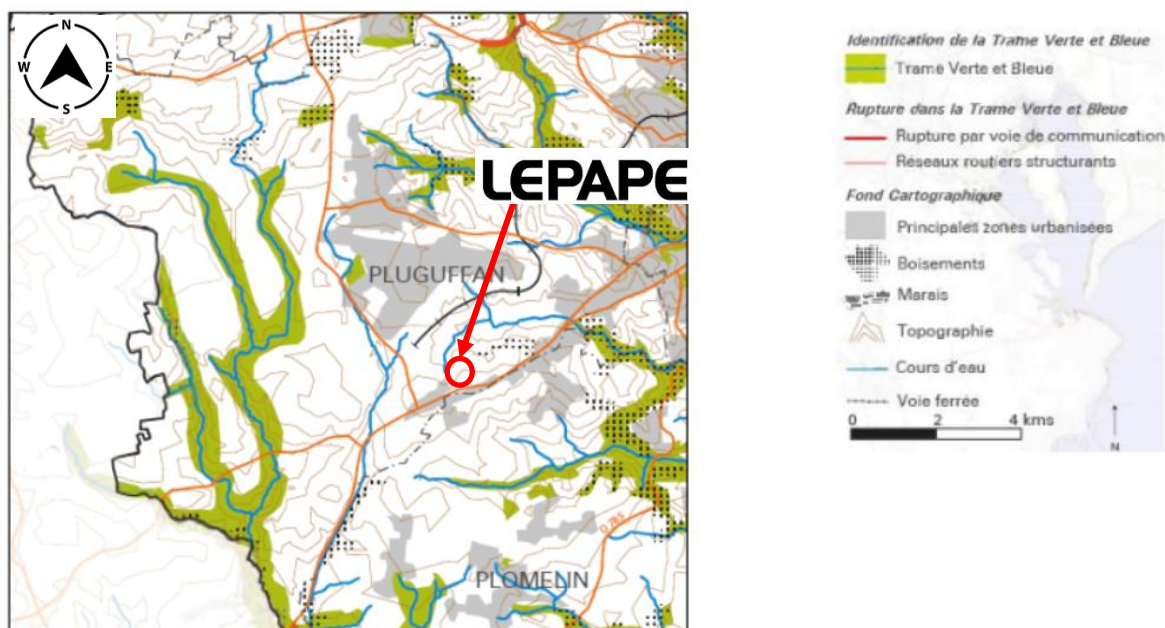 N
W E
S
LEPAPE
PLUGUFFAN
PLOMELIN
D 785
Identification de la Trame Verte et Bleue
Trame Verte et Bleue
Rupture dans la Trame Verte et Bleue
Rupture par voie de communication
Réseaux routiers structurants
Fond Cartographique
Principales zones urbanisées
Boisements
Marais
Topographie
Cours d'eau
Voie ferrée
0 2 4 kms
N